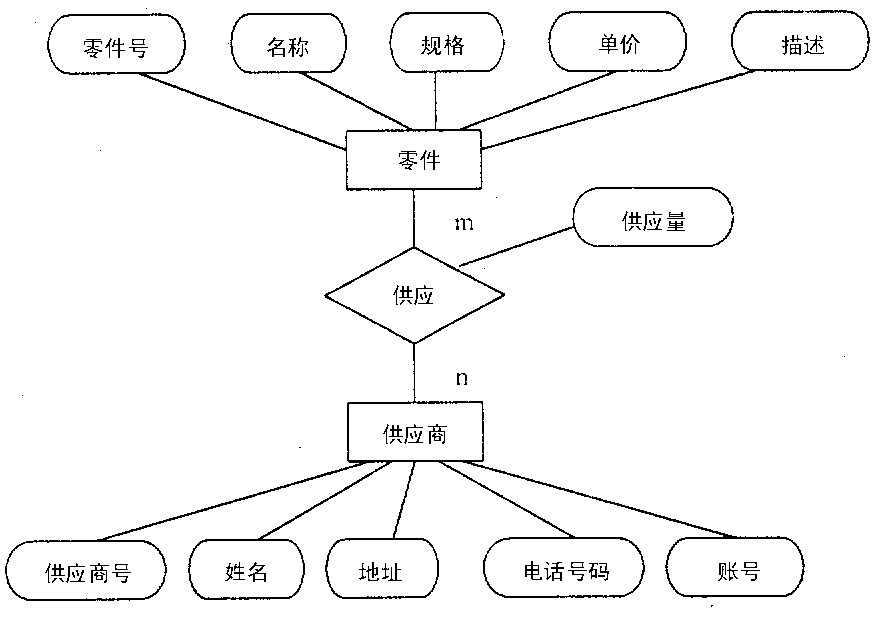 零件号 名称 规格 单价 描述
零件
m
供应量
供应
n
供应商
供应商号 姓名 地址 电话号码 账号